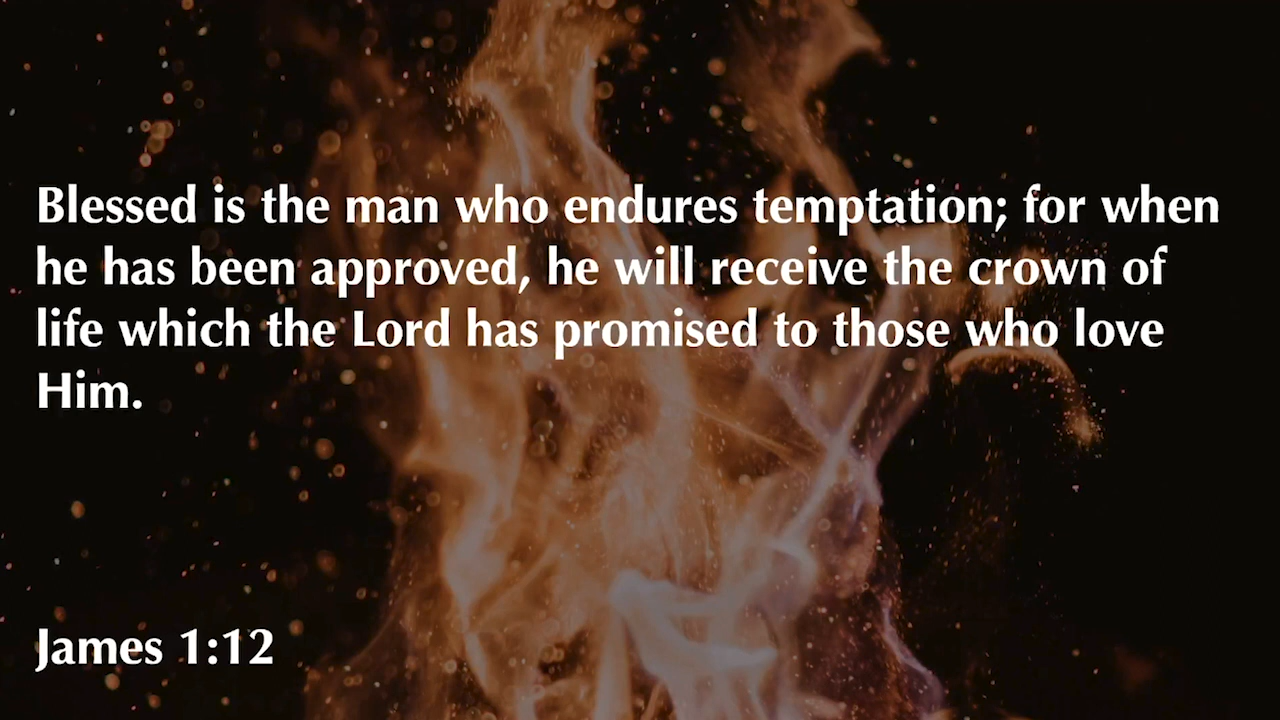 Blessed is the man who endures temptation; for when
he has been approved, he will receive the crown of
life which the Lord has promised to those who love
Him.
James 1:12